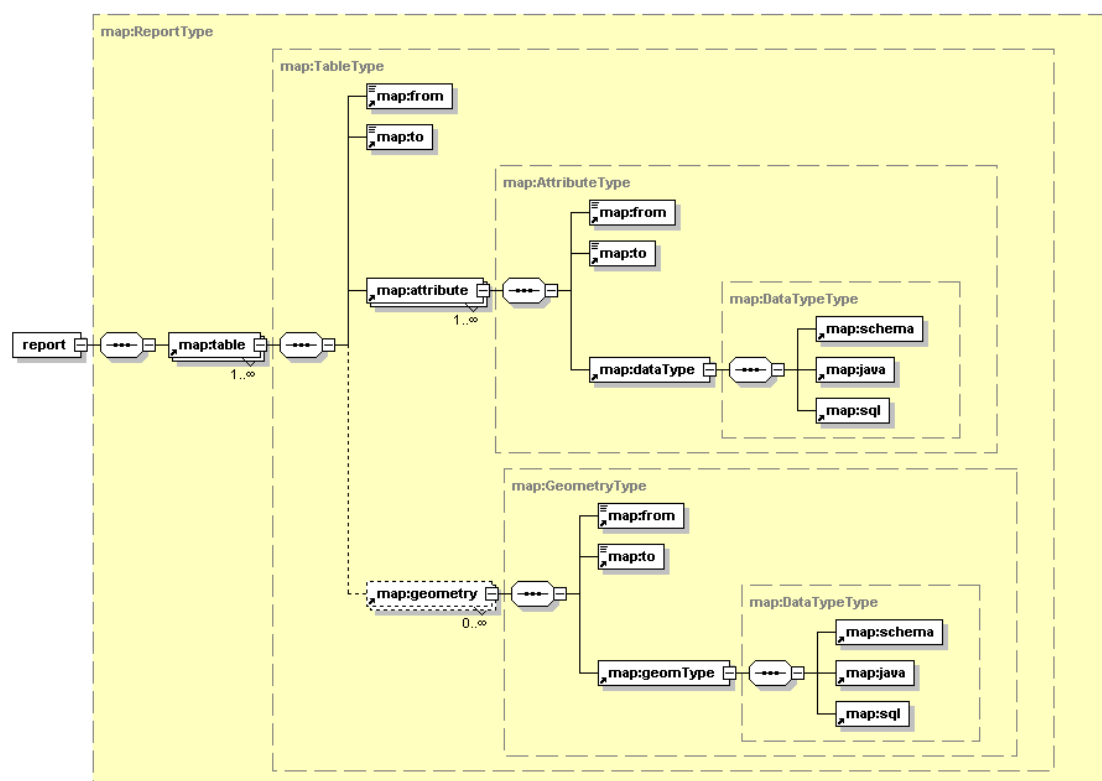 map:ReportType
map:TableType
map:from
map:to
map:AttributeType
map:from
map:to
map:attribute
1..∞
map:DataTypeType
map:schema
report
map:table
1..∞
map:dataType
map:java
map:sql
map:GeometryType
map:from
map:to
map:geometry
0..∞
map:DataTypeType
map:schema
map:geomType
map:java
map:sql